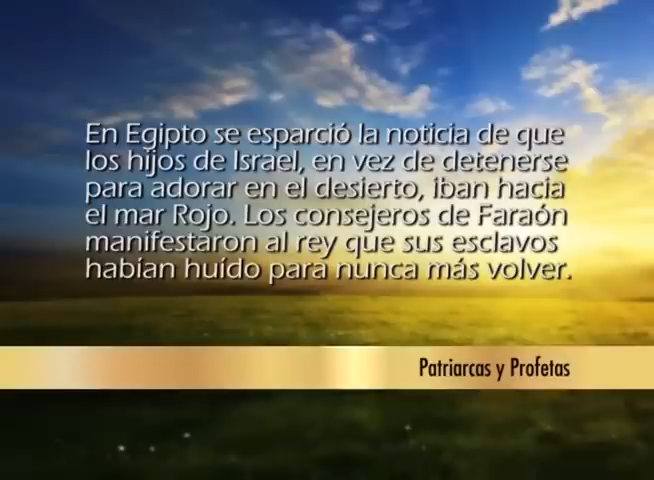 En Egipto se esparció la noticia de que
los hijos de Israel, en vez de detenerse
para adorar en el desierto, iban hacia
el mar Rojo. Los consejeros de Faraón
manifestaron al rey que sus esclavos
habían huído para nunca más volver.
Patriarcas y Profetas